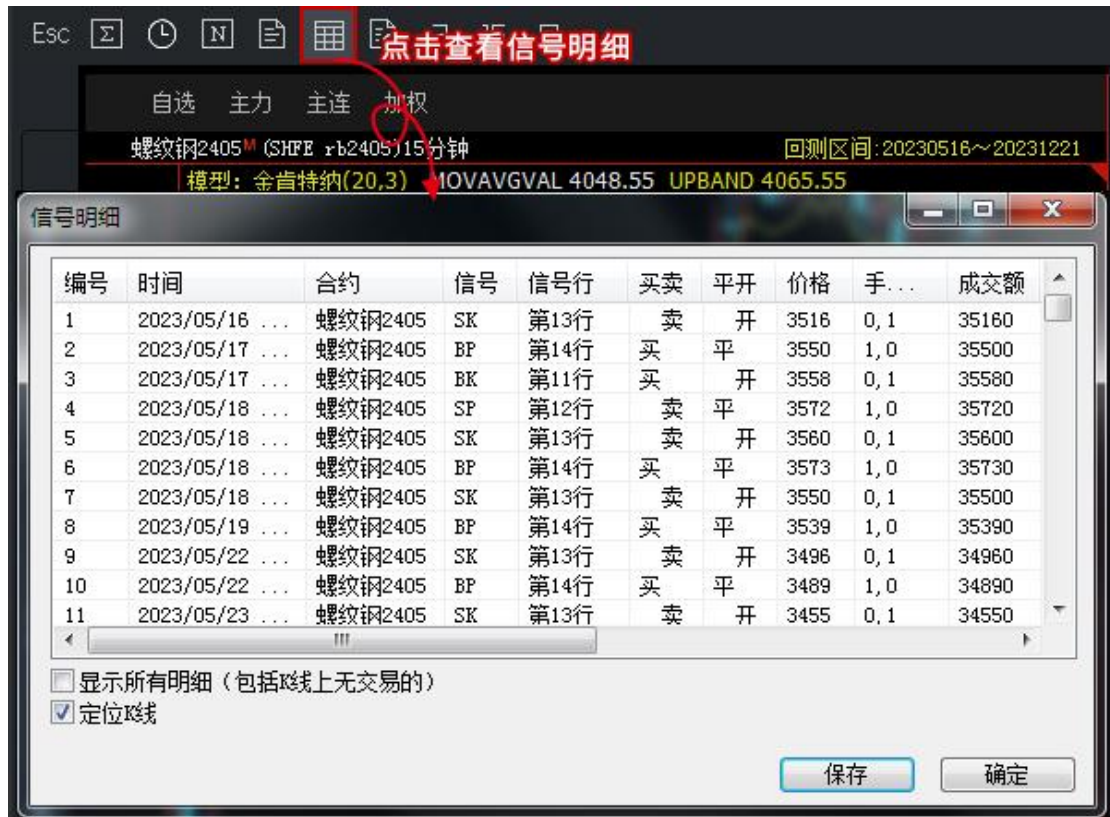 Esc Σ N
点击查看信号明细
自选 主力 主连 加权
螺纹钢2405M (SHFE rb2405)15分钟 回测区间:20230516~20231221
模型: 金肯特纳(20,3) MOVAVGVAL 4048.55 UPBAND 4065.55
信号明细
编号 时间 合约 信号 信号行 买卖 平开 价格 手... 成交额
1 2023/05/16 ... 螺纹钢2405 SK 第13行 卖 开 3516 0,1 35160
2 2023/05/17 ... 螺纹钢2405 BP 第14行 买 平 3550 1,0 35500
3 2023/05/17 ... 螺纹钢2405 BK 第11行 买 开 3558 0,1 35580
4 2023/05/18 ... 螺纹钢2405 SP 第12行 卖 平 3572 1,0 35720
5 2023/05/18 ... 螺纹钢2405 SK 第13行 卖 开 3560 0,1 35600
6 2023/05/18 ... 螺纹钢2405 BP 第14行 买 平 3573 1,0 35730
7 2023/05/18 ... 螺纹钢2405 SK 第13行 卖 开 3550 0,1 35500
8 2023/05/19 ... 螺纹钢2405 BP 第14行 买 平 3539 1,0 35390
9 2023/05/22 ... 螺纹钢2405 SK 第13行 卖 开 3496 0,1 34960
10 2023/05/22 ... 螺纹钢2405 BP 第14行 买 平 3489 1,0 34890
11 2023/05/23 ... 螺纹钢2405 SK 第13行 卖 开 3455 0,1 34550
显示所有明细(包括K线上无交易的)
定位K线
保存 确定